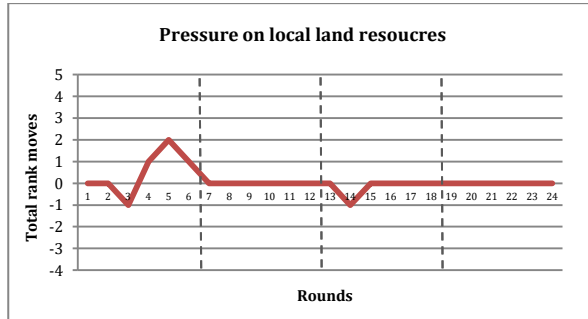 Pressure on local land resoucres
Total rank moves
5
4
3
2
1
0
-1
-2
-3
-4
1 2 3 4 5 6 7 8 9 10 11 12 13 14 15 16 17 18 19 20 21 22 23 24
Rounds